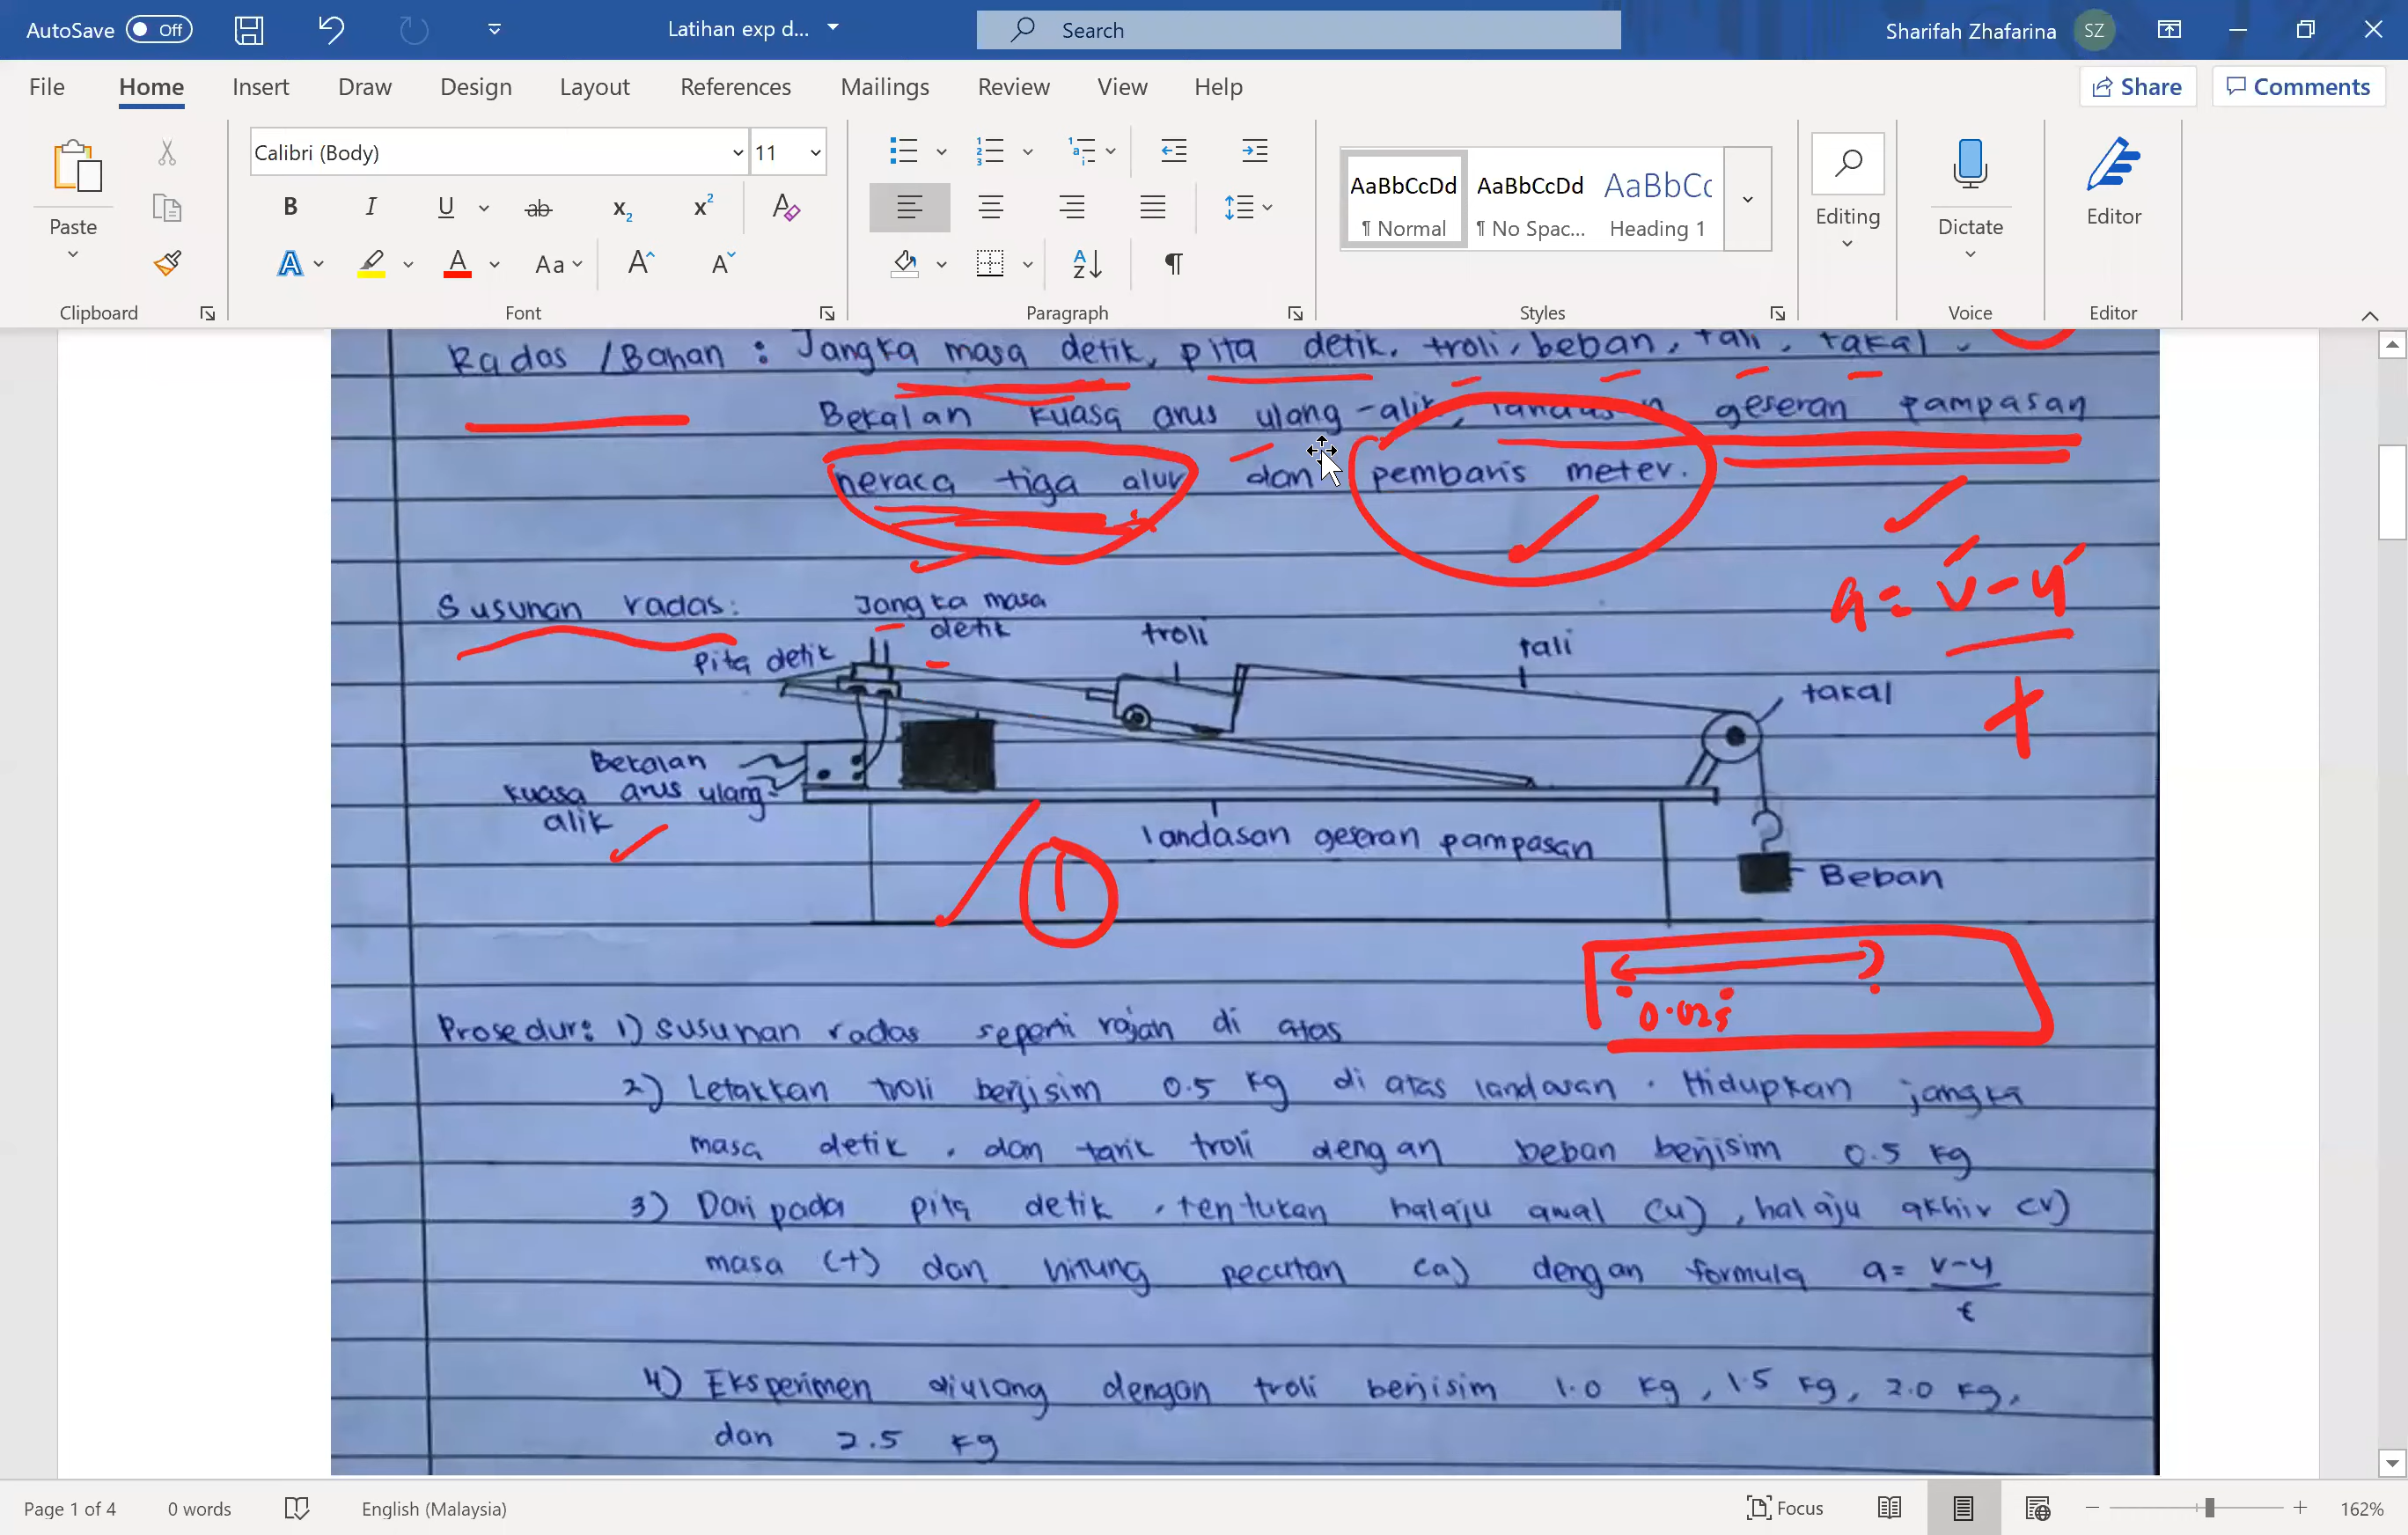 AutoSave Off Latihan exp d... Search Sharifah Zhafarina SZ
File Home Insert Draw Design Layout References Mailings Review View Help Share Comments
Paste Calibri (Body) 11 AaBbCcDd AaBbCcDd AaBbCc Editing Dictate Editor
B I U ab x2 x2 ¶ Normal ¶ No Spac... Heading 1
A A Aa A A
Clipboard Font Paragraph Styles Voice Editor
Radas / Bahan : Jangka masa detik, pita detik, troli, beban, tali, takal,
Bekalan kuasa arus ulang-alik, landasan geseran pampasan
neraca tiga alur dan pembaris meter.
a = v - u
t
Susunan radas:
Jangka masa detik
pita detik
troli
tali
takal
Bekalan
kuasa arus ulang
alik
landasan geseran pampasan
Beban
1
0.02s
Prosedur: 1) susunan radas seperti rajah di atas
2) Letakkan troli berjisim 0.5 kg di atas landasan. Hidupkan jangka
masa detik, dan tarik troli dengan beban berjisim 0.5 kg
3) Dari pada pita detik, tentukan halaju awal (u), halaju akhir (v)
masa (t) dan hitung pecutan (a) dengan formula a = v-u
t
4) Eksperimen diulang dengan troli berjisim 1.0 kg, 1.5 kg, 2.0 kg,
dan 2.5 kg
Page 1 of 4 0 words English (Malaysia) Focus 162%